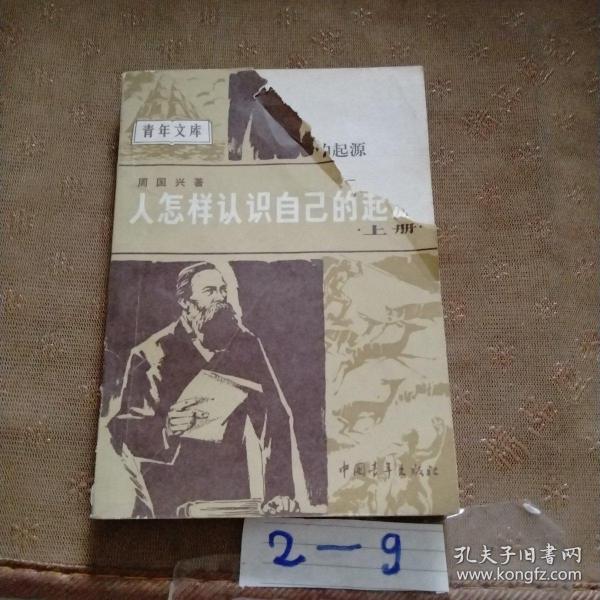 青年文库
的起源
周国兴著
人怎样认识自己的起源
·上册·
中国青年出版社
2-9
孔夫子旧书网
www.kongfz.com